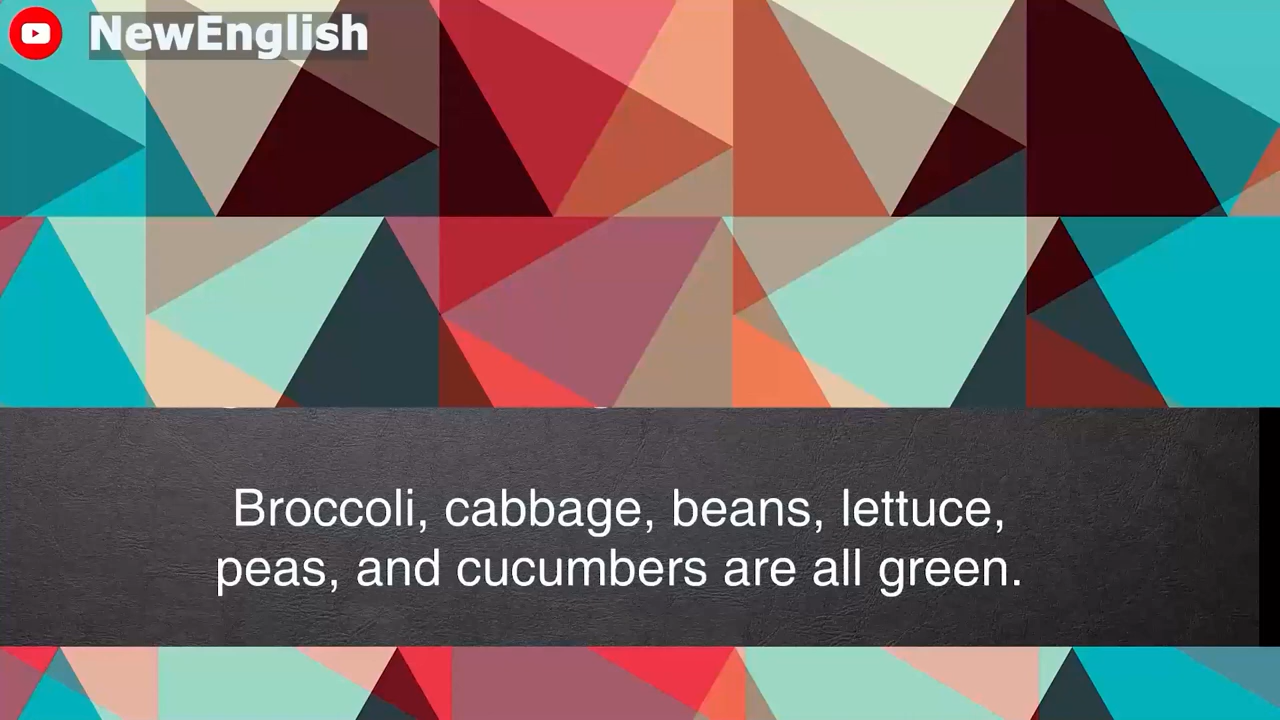 NewEnglish
Broccoli, cabbage, beans, lettuce,
peas, and cucumbers are all green.